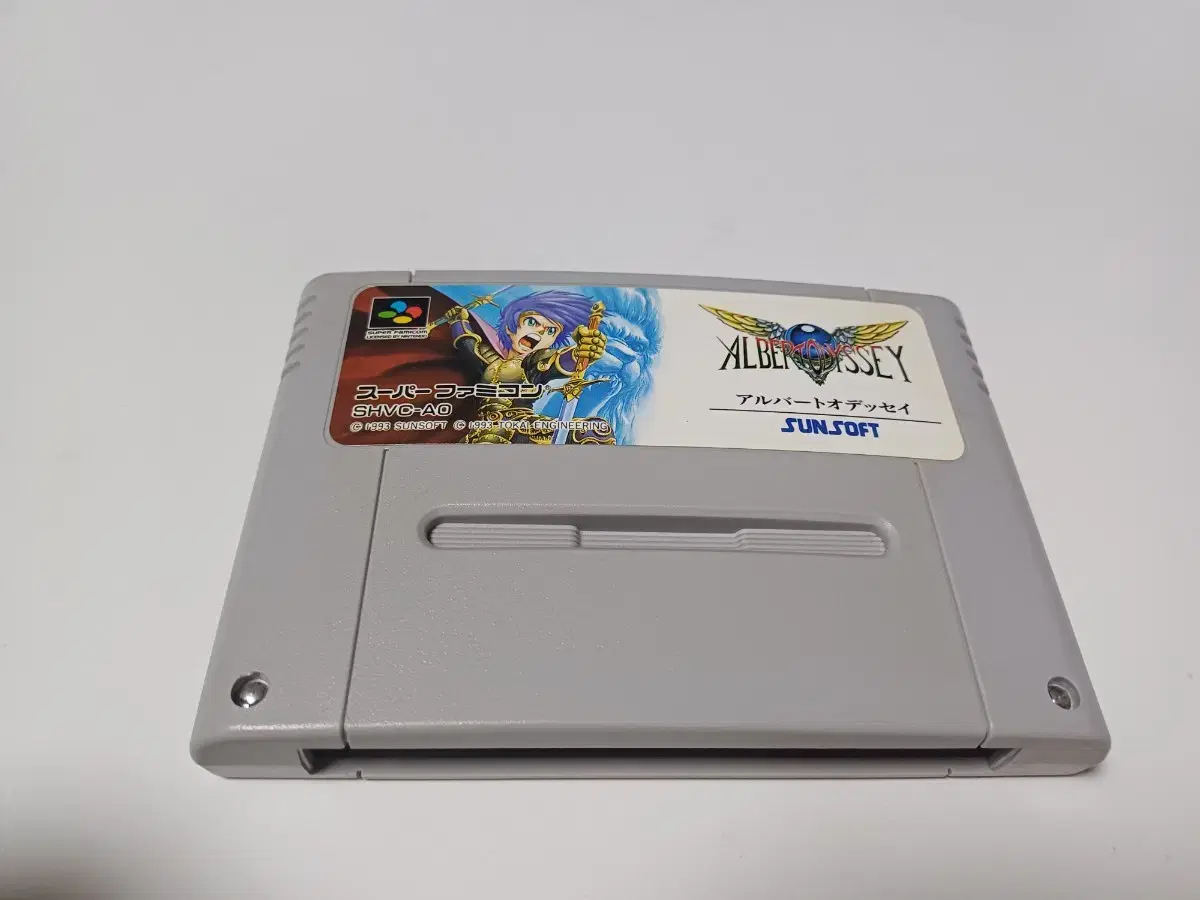 SUPER FAMICOM
LICENSED BY NINTENDO
スーパーファミコン
SHVC-AO
© 1993 SUNSOFT © 1993 TOKAI ENGINEERING
ALBERT ODYSSEY
アルバートオデッセイ
SUNSOFT